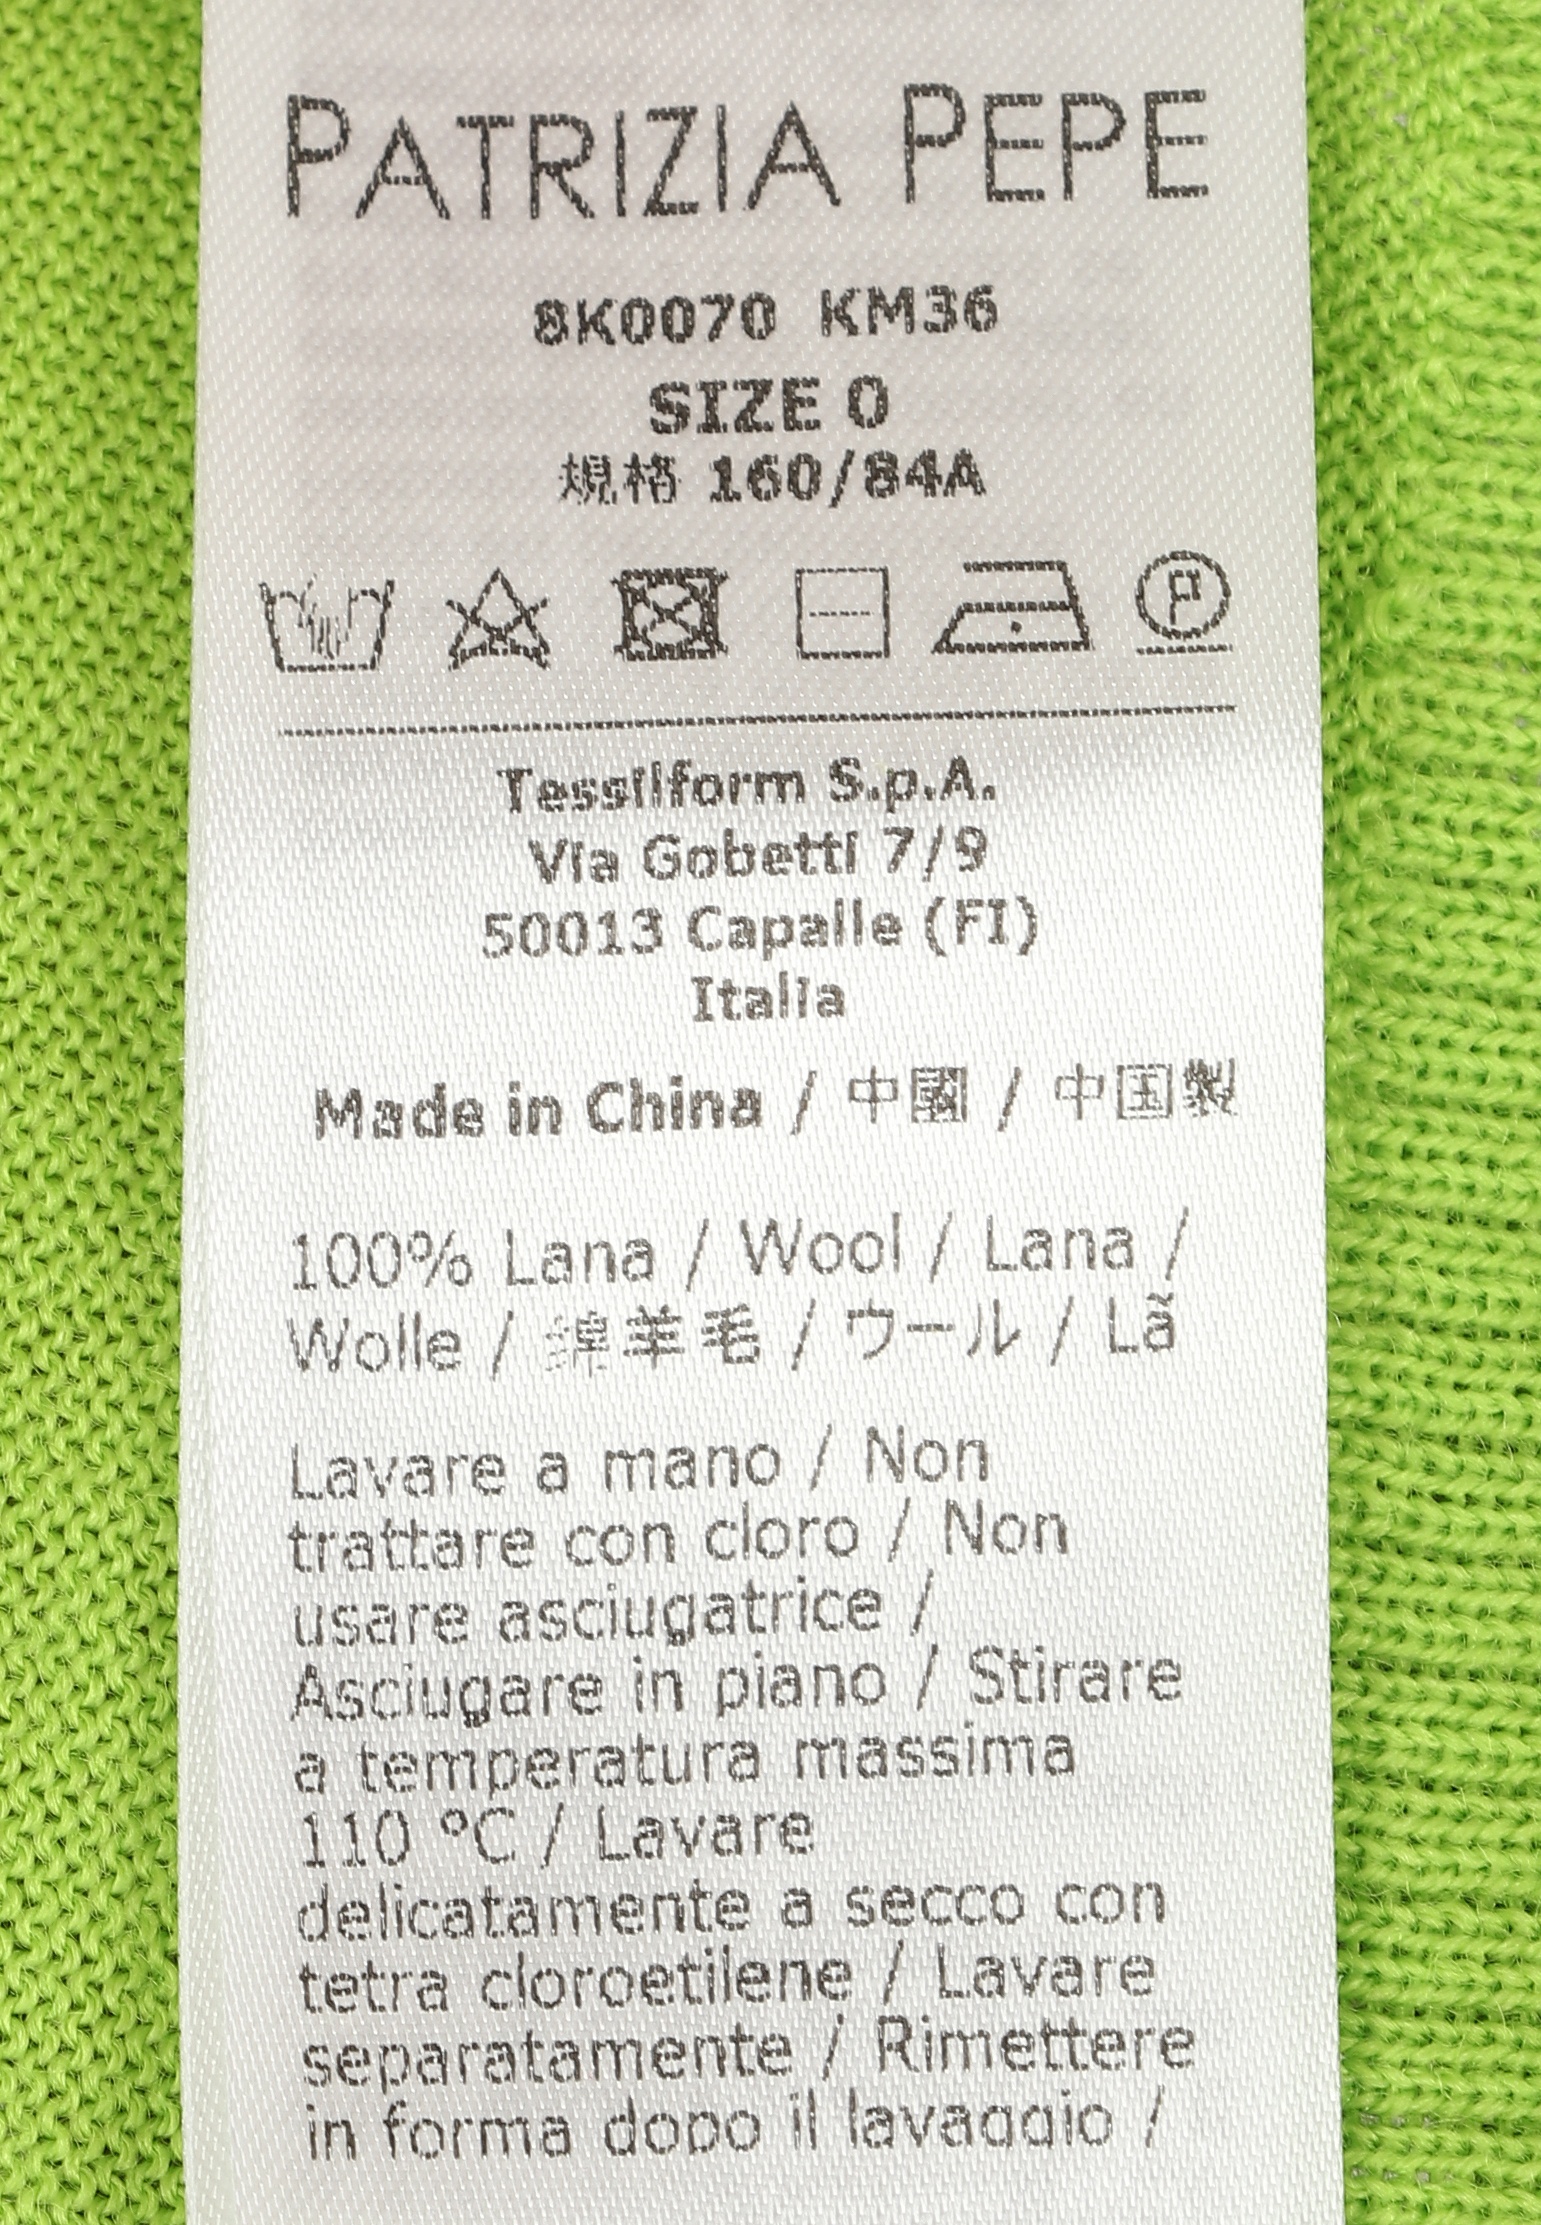 PATRIZIA PEPE
8K0070 KM36
SIZE 0
規格 160/84A
Tessilform S.p.A.
Via Gobetti 7/9
50013 Capalle (FI)
Italia
Made in China / 中國 / 中国製
100% Lana / Wool / Lana /
Wolle / 绵羊毛 / ウール / Lã
Lavare a mano / Non
trattare con cloro / Non
usare asciugatrice /
Asciugare in piano / Stirare
a temperatura massima
110 °C / Lavare
delicatamente a secco con
tetra cloroetilene / Lavare
separatamente / Rimettere
in forma dopo il lavaggio /